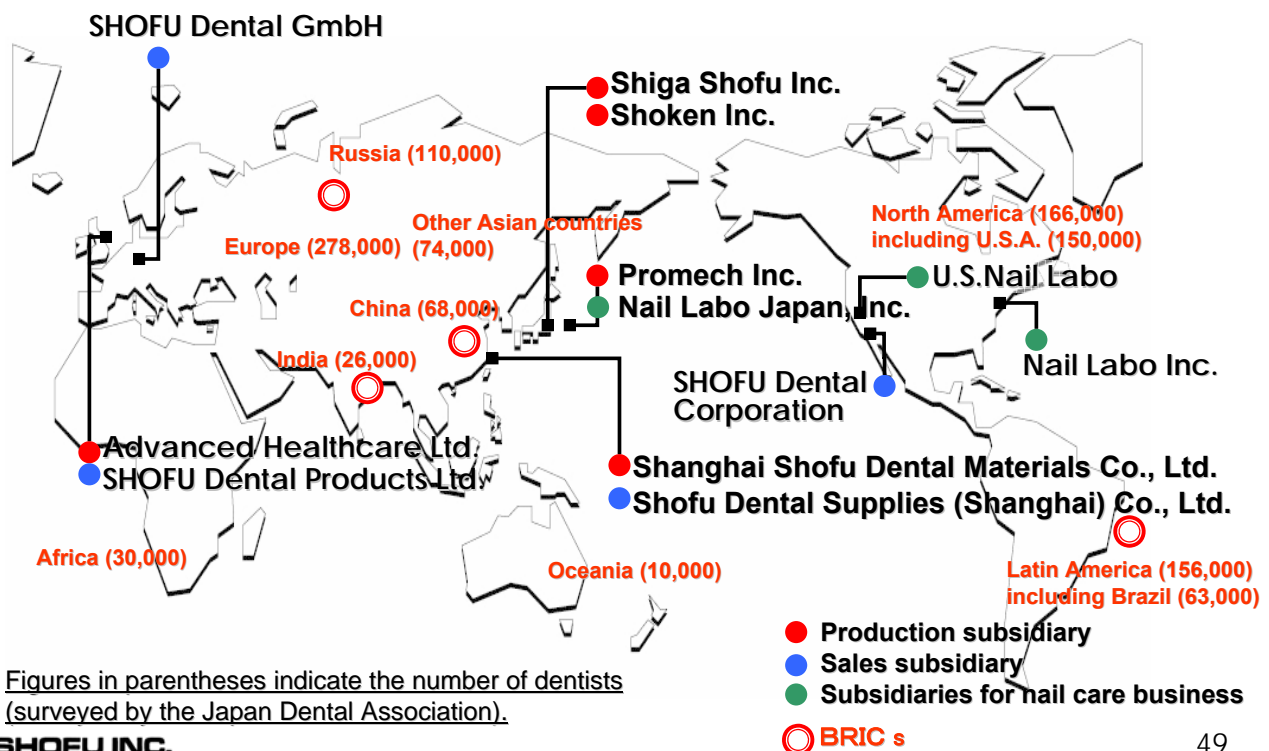 SHOFU Dental GmbH
Shiga Shofu Inc.
Shoken Inc.
Russia (110,000)
North America (166,000)
including U.S.A. (150,000)
Other Asian countries
(74,000)
Europe (278,000)
Promech Inc.
Nail Labo Japan, Inc.
U.S.Nail Labo
China (68,000)
India (26,000)
Nail Labo Inc.
SHOFU Dental
Corporation
Advanced Healthcare Ltd.
SHOFU Dental Products Ltd.
Shanghai Shofu Dental Materials Co., Ltd.
Shofu Dental Supplies (Shanghai) Co., Ltd.
Africa (30,000)
Oceania (10,000)
Latin America (156,000)
including Brazil (63,000)
Production subsidiary
Sales subsidiary
Subsidiaries for nail care business
BRIC s
Figures in parentheses indicate the number of dentists
(surveyed by the Japan Dental Association).
SHOFU INC.
49